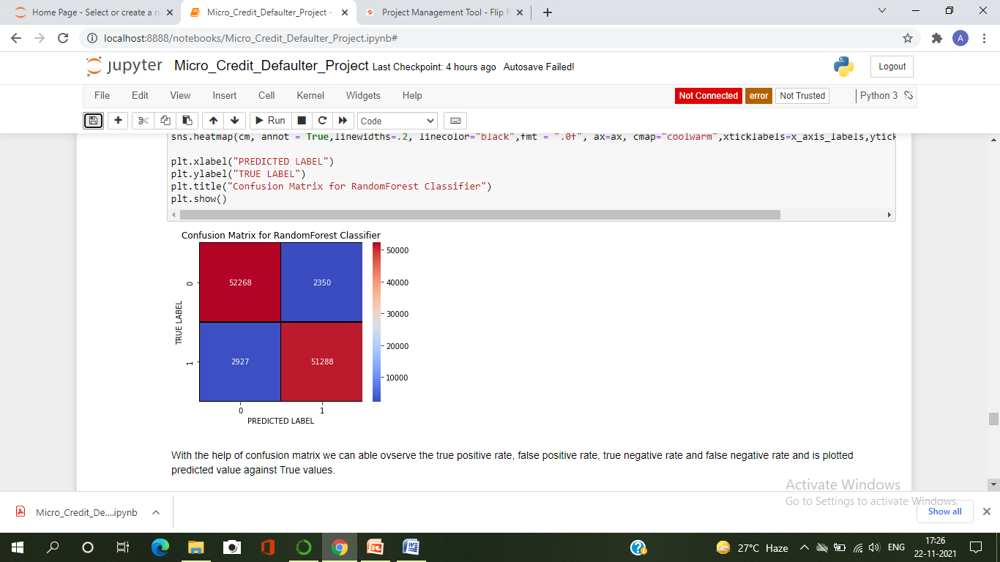 Home Page - Select or create a n
Micro_Credit_Defaulter_Project -
Project Management Tool - Flip R
localhost:8888/notebooks/Micro_Credit_Defaulter_Project.ipynb#
A
jupyter Micro_Credit_Defaulter_Project Last Checkpoint: 4 hours ago Autosave Failed!
Logout
File Edit View Insert Cell Kernel Widgets Help
Not Connected error Not Trusted Python 3
Run Code
sns.heatmap(cm, annot = True,linewidths=.2, linecolor="black",fmt = ".0f", ax=ax, cmap="coolwarm",xticklabels=x_axis_labels,ytick
plt.xlabel("PREDICTED LABEL")
plt.ylabel("TRUE LABEL")
plt.title("Confusion Matrix for RandomForest Classifier")
plt.show()
Confusion Matrix for RandomForest Classifier
TRUE LABEL
0
1
52268 2350
2927 51288
0 1
PREDICTED LABEL
50000
40000
30000
20000
10000
With the help of confusion matrix we can able ovserve the true positive rate, false positive rate, true negative rate and false negative rate and is plotted
predicted value against True values.
Activate Windows
Go to Settings to activate Windows.
Micro_Credit_De....ipynb
Show all
27°C Haze
ENG
17:26
22-11-2021